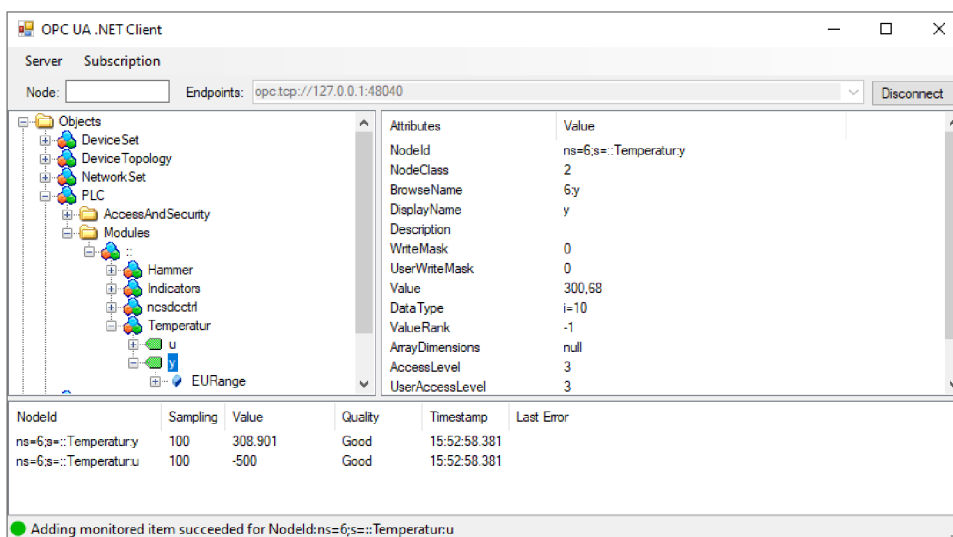 OPC UA .NET Client
Server Subscription
Node: Endpoints: opc.tcp://127.0.0.1:48040 Disconnect
Objects
DeviceSet
DeviceTopology
NetworkSet
PLC
AccessAndSecurity
Modules
::
Hammer
Indicators
ncsdcctrl
Temperatur
u
y
EURange
Attributes Value
NodeId ns=6;s=::Temperatur:y
NodeClass 2
BrowseName 6:y
DisplayName y
Description
WriteMask 0
UserWriteMask 0
Value 300,68
DataType i=10
ValueRank -1
ArrayDimensions null
AccessLevel 3
UserAccessLevel 3
NodeId Sampling Value Quality Timestamp Last Error
ns=6;s=::Temperatur:y 100 308.901 Good 15:52:58.381
ns=6;s=::Temperatur:u 100 -500 Good 15:52:58.381
Adding monitored item succeeded for NodeId:ns=6;s=::Temperatur:u